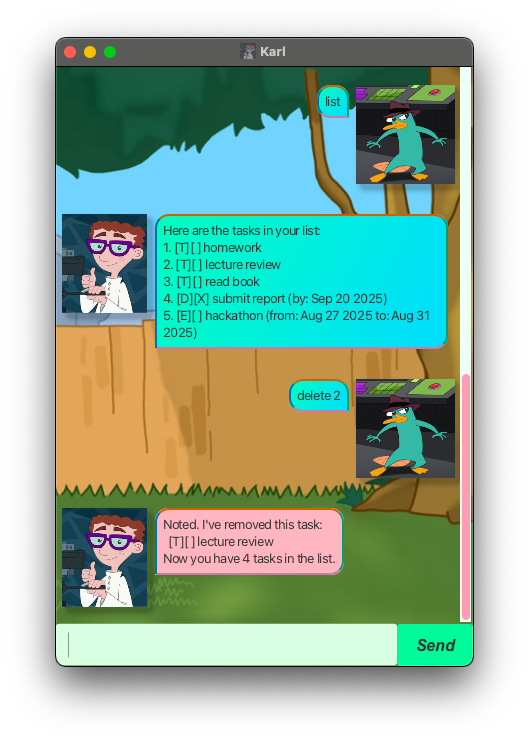 Karl
list
Here are the tasks in your list:
1. [T][ ] homework
2. [T][ ] lecture review
3. [T][ ] read book
4. [D][X] submit report (by: Sep 20 2025)
5. [E][ ] hackathon (from: Aug 27 2025 to: Aug 31
2025)
delete 2
Noted. I've removed this task:
[T][ ] lecture review
Now you have 4 tasks in the list.
Send